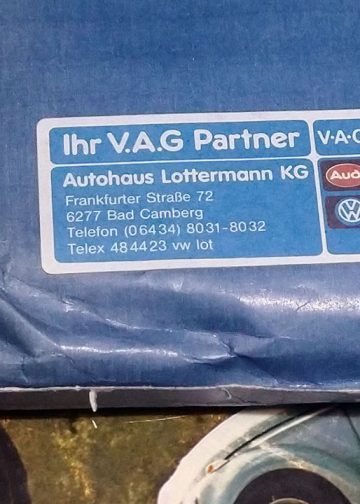 Ihr V.A.G Partner
V·A·G
Autohaus Lottermann KG
Frankfurter Straße 72
6277 Bad Camberg
Telefon (06434) 8031-8032
Telex 484423 vw lot
Audi